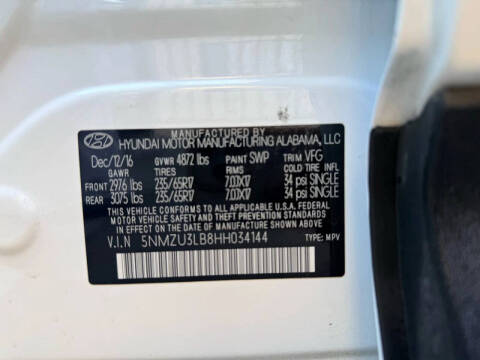 MANUFACTURED BY
HYUNDAI MOTOR MANUFACTURING ALABAMA, LLC
Dec/12/16 GVWR 4872 lbs PAINT SWP TRIM VFG
GAWR TIRES RIMS COLD TIRE INFL
FRONT 2976 lbs 235/65R17 7.0JX17 34 psi SINGLE
REAR 3075 lbs 235/65R17 7.0JX17 34 psi SINGLE
THIS VEHICLE CONFORMS TO ALL APPLICABLE FEDERAL
MOTOR VEHICLE SAFETY, BUMPER, AND THEFT PREVENTION
STANDARDS IN EFFECT ON THE DATE OF MANUFACTURE SHOWN ABOVE.
V.I.N 5NMZU3LB8HH034144 TYPE: MPV